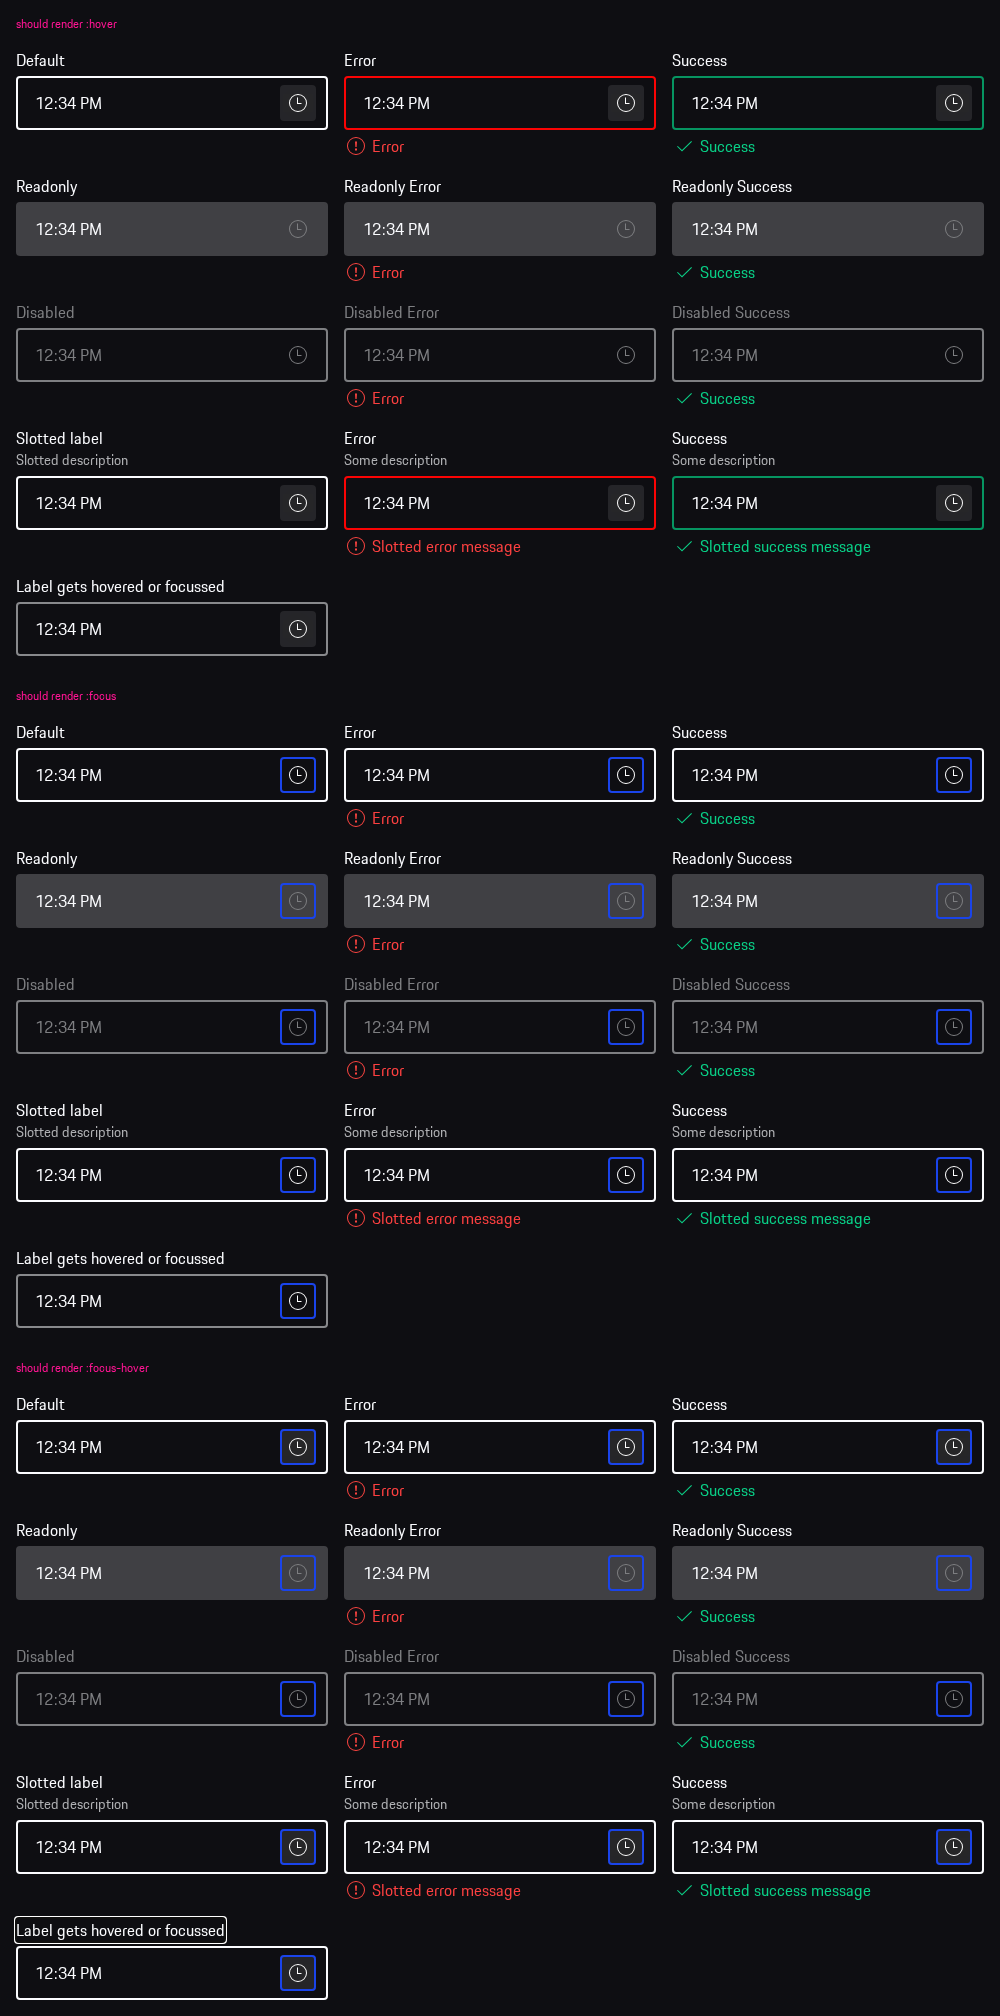 should render :hover
Default Error Success
12:34 PM 12:34 PM 12:34 PM
Error Success
Readonly Readonly Error Readonly Success
12:34 PM 12:34 PM 12:34 PM
Error Success
Disabled Disabled Error Disabled Success
12:34 PM 12:34 PM 12:34 PM
Error Success
Slotted label Error Success
Slotted description Some description Some description
12:34 PM 12:34 PM 12:34 PM
Slotted error message Slotted success message
Label gets hovered or focussed
12:34 PM
should render :focus
Default Error Success
12:34 PM 12:34 PM 12:34 PM
Error Success
Readonly Readonly Error Readonly Success
12:34 PM 12:34 PM 12:34 PM
Error Success
Disabled Disabled Error Disabled Success
12:34 PM 12:34 PM 12:34 PM
Error Success
Slotted label Error Success
Slotted description Some description Some description
12:34 PM 12:34 PM 12:34 PM
Slotted error message Slotted success message
Label gets hovered or focussed
12:34 PM
should render :focus-hover
Default Error Success
12:34 PM 12:34 PM 12:34 PM
Error Success
Readonly Readonly Error Readonly Success
12:34 PM 12:34 PM 12:34 PM
Error Success
Disabled Disabled Error Disabled Success
12:34 PM 12:34 PM 12:34 PM
Error Success
Slotted label Error Success
Slotted description Some description Some description
12:34 PM 12:34 PM 12:34 PM
Slotted error message Slotted success message
Label gets hovered or focussed
12:34 PM